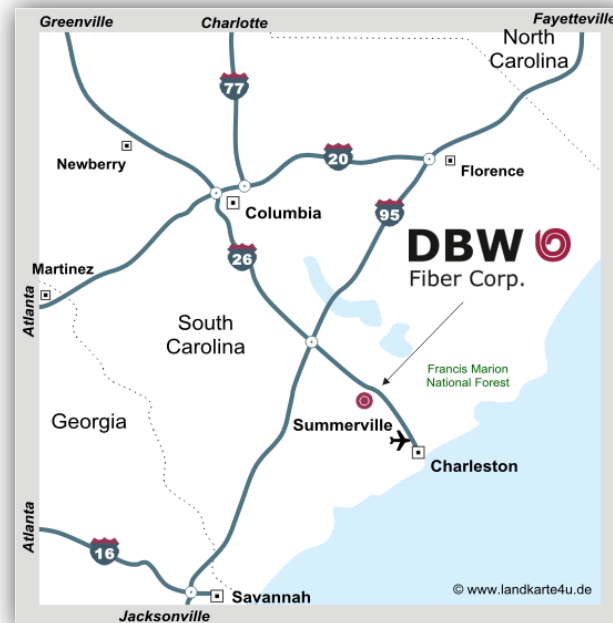 Greenville
Charlotte
Fayetteville
North
Carolina
77
Newberry
20
Florence
Columbia
95
DBW
Fiber Corp.
26
Martinez
Atlanta
South
Carolina
Francis Marion
National Forest
Georgia
Summerville
Charleston
Atlanta
16
Savannah
© www.landkarte4u.de
Jacksonville